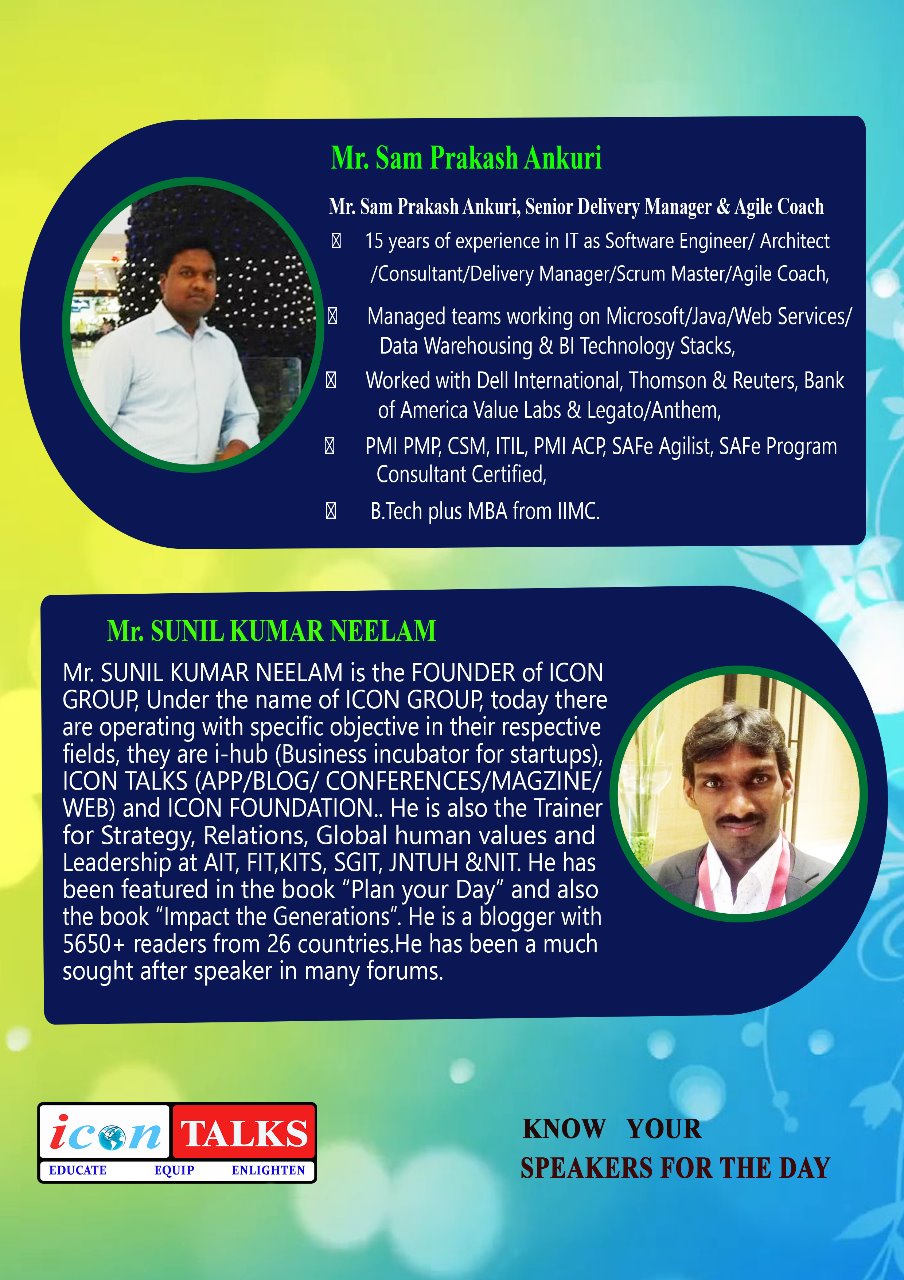 Mr. Sam Prakash Ankuri
Mr. Sam Prakash Ankuri, Senior Delivery Manager & Agile Coach
15 years of experience in IT as Software Engineer/ Architect
/Consultant/Delivery Manager/Scrum Master/Agile Coach,
Managed teams working on Microsoft/Java/Web Services/
Data Warehousing & BI Technology Stacks,
Worked with Dell International, Thomson & Reuters, Bank
of America Value Labs & Legato/Anthem,
PMI PMP, CSM, ITIL, PMI ACP, SAFe Agilist, SAFe Program
Consultant Certified,
B.Tech plus MBA from IIMC.
Mr. SUNIL KUMAR NEELAM
Mr. SUNIL KUMAR NEELAM is the FOUNDER of ICON
GROUP, Under the name of ICON GROUP, today there
are operating with specific objective in their respective
fields, they are i-hub (Business incubator for startups),
ICON TALKS (APP/BLOG/ CONFERENCES/MAGZINE/
WEB) and ICON FOUNDATION.. He is also the Trainer
for Strategy, Relations, Global human values and
Leadership at AIT, FIT,KITS, SGIT, JNTUH &NIT. He has
been featured in the book “Plan your Day” and also
the book “Impact the Generations“. He is a blogger with
5650+ readers from 26 countries.He has been a much
sought after speaker in many forums.
icon TALKS
EDUCATE EQUIP ENLIGHTEN
KNOW YOUR
SPEAKERS FOR THE DAY